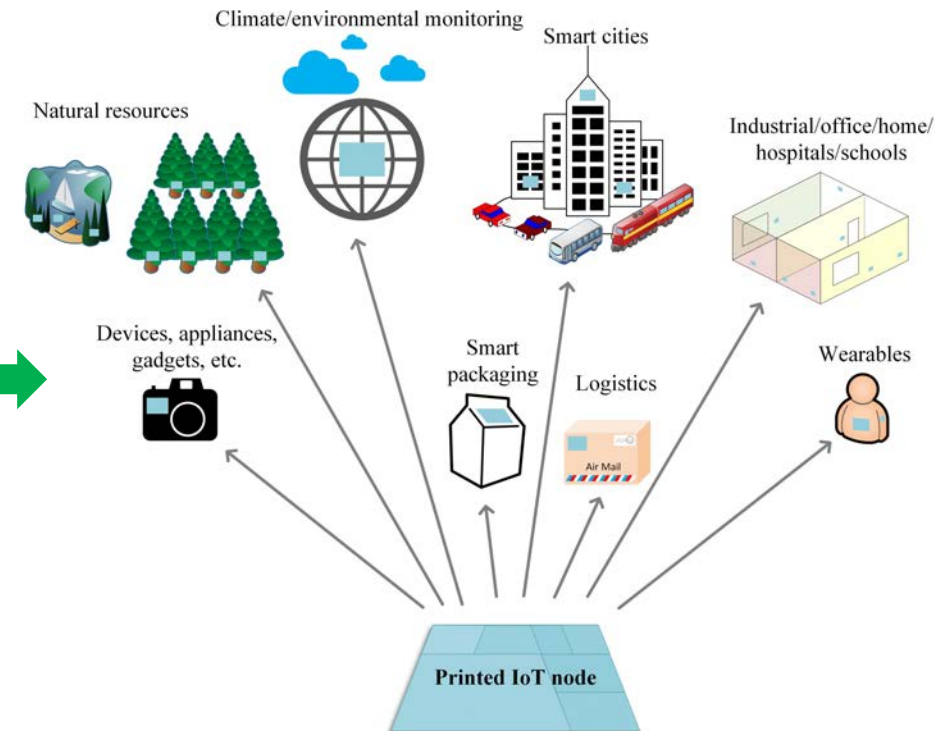 Climate/environmental monitoring
Smart cities
Natural resources
Industrial/office/home/
hospitals/schools
Devices, appliances,
gadgets, etc.
Smart
packaging
Logistics
Wearables
Air Mail
Printed IoT node